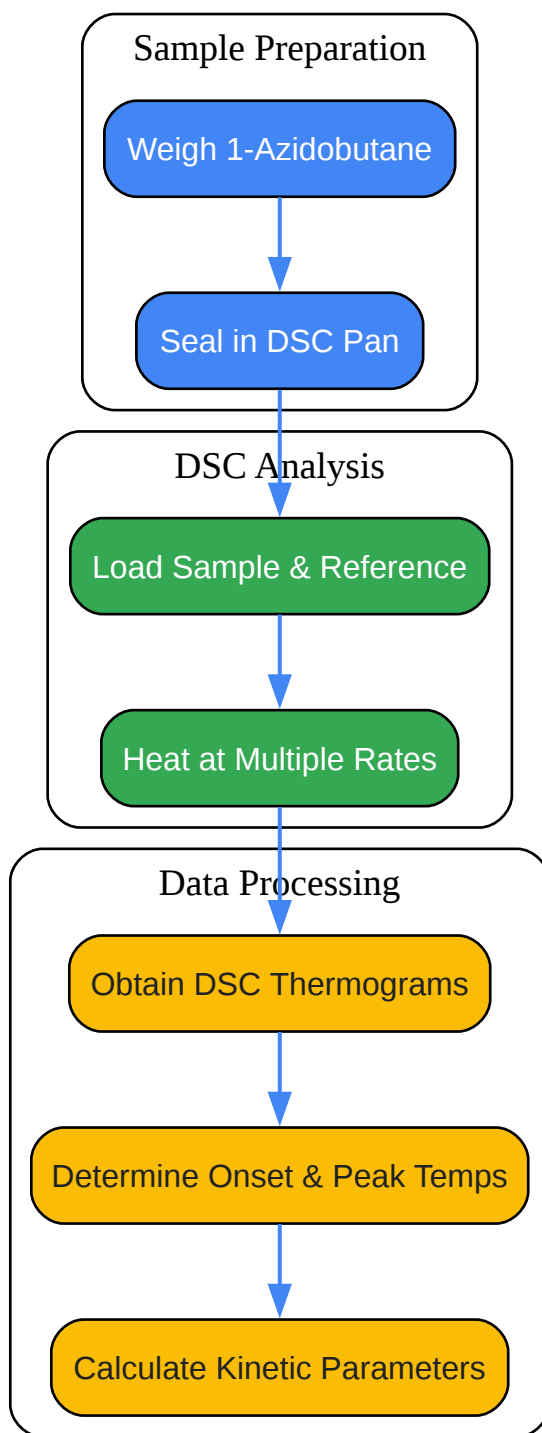 Sample Preparation
Weigh 1-Azidobutane
Seal in DSC Pan
DSC Analysis
Load Sample & Reference
Heat at Multiple Rates
Data Processing
Obtain DSC Thermograms
Determine Onset & Peak Temps
Calculate Kinetic Parameters